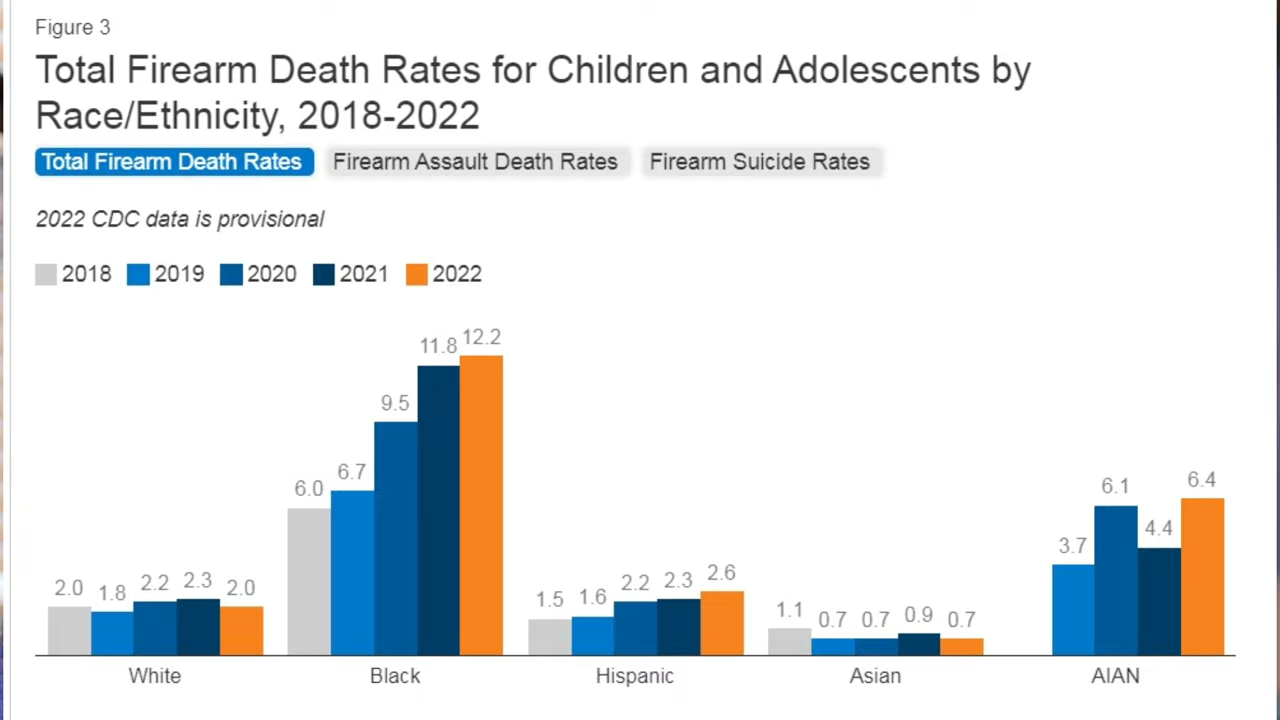 Figure 3
Total Firearm Death Rates for Children and Adolescents by
Race/Ethnicity, 2018-2022
Total Firearm Death Rates Firearm Assault Death Rates Firearm Suicide Rates
2022 CDC data is provisional
2018 2019 2020 2021 2022
2.0 1.8 2.2 2.3 2.0
6.0 6.7 9.5 11.8 12.2
1.5 1.6 2.2 2.3 2.6
1.1 0.7 0.7 0.9 0.7
3.7 6.1 4.4 6.4
White Black Hispanic Asian AIAN